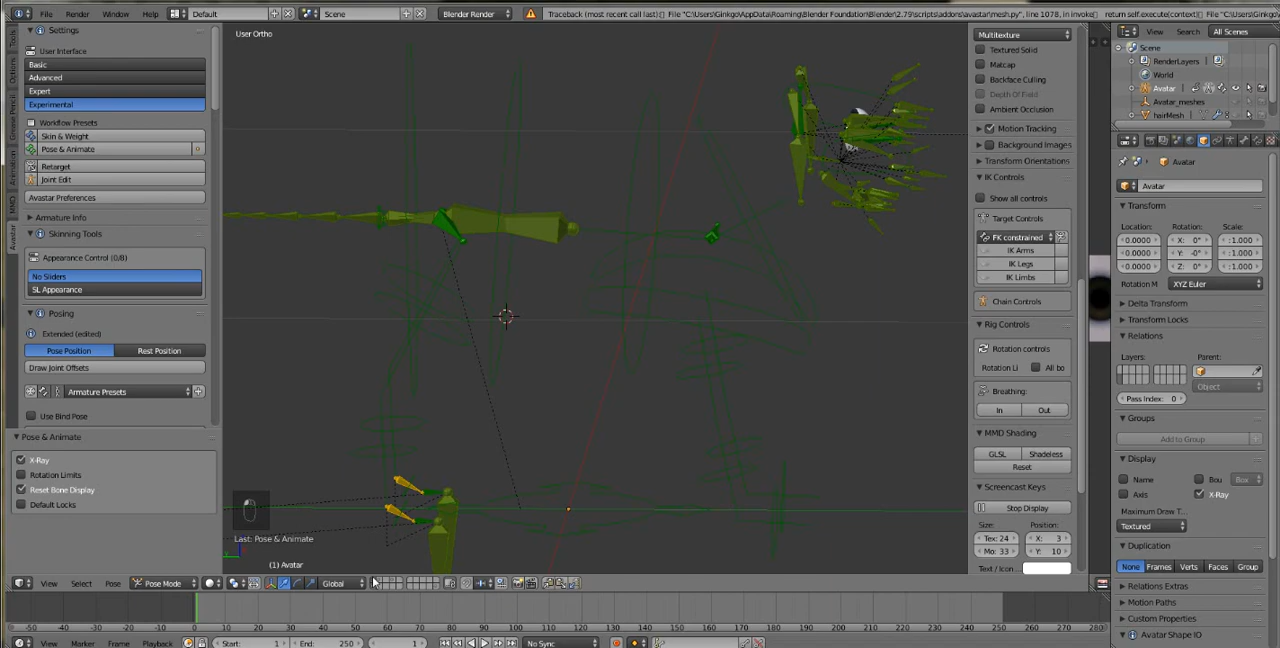 File Render Window Help Default Scene Blender Render Traceback (most recent call last): File "C:\Users\Ginkgo\AppData\Roaming\Blender Foundation\Blender\2.79\scripts\addons\avastar\mesh.py", line 1078, in invoke return self.execute(context) File "C:\Users\Ginkgo
Settings
User Interface
Basic
Advanced
Expert
Experimental
Workflow Presets
Skin & Weight
Pose & Animate
Retarget
Joint Edit
Avastar Preferences
Armature Info
Skinning Tools
Appearance Control (0/8)
No Sliders
SL Appearance
Posing
Extended (edited)
Pose Position Rest Position
Draw Joint Offsets
Armature Presets
Use Bind Pose
Pose & Animate
X-Ray
Rotation Limits
Reset Bone Display
Default Locks
Tools
Options
Grease Pencil
Animation
MMD
Avastar
User Ortho
Last: Pose & Animate
(1) Avatar
Multitexture
Textured Solid
Matcap
Backface Culling
Depth Of Field
Ambient Occlusion
Motion Tracking
Background Images
Transform Orientations
IK Controls
Show all controls
Target Controls
FK constrained
IK Arms
IK Legs
IK Limbs
Chain Controls
Rig Controls
Rotation controls
Rotation Li All bo
Breathing:
In Out
MMD Shading
GLSL Shadeless
Reset
Screencast Keys
Stop Display
Size: Position:
Tex: 24 X: 3
Mo: 33 Y: 10
Text / Icon
View Search All Scenes
Scene
RenderLayers
World
Avatar
Avatar_meshes
hairMesh
Avatar
Avatar
Transform
Location: Rotation: Scale:
0.0000 X: 0° 1.000
0.0000 Y: -0° 1.000
0.0000 Z: 0° 1.000
Rotation M XYZ Euler
Delta Transform
Transform Locks
Relations
Layers: Parent:
Object
Pass Index: 0
Groups
Add to Group
Display
Name Bou Box
Axis X-Ray
Maximum Draw T...
Textured
Duplication
None Frames Verts Faces Group
Relations Extras
Motion Paths
Custom Properties
Avatar Shape IO
View Select Pose Pose Mode Global
-50 -40 -30 -20 -10 0 10 20 30 40 50 60 70 80 90 100 110 120 130 140 150 160 170 180 190 200 210 220 230 240 250 260 270 280
View Marker Frame Playback Start: 1 End: 250 1 No Sync